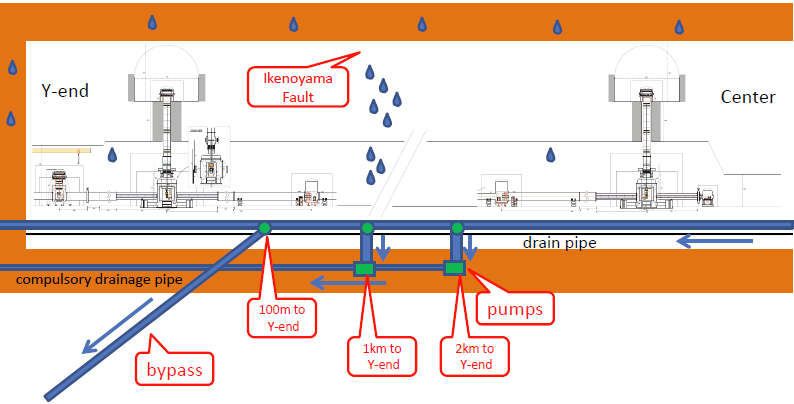 Ikenoyama
Fault
Y-end
Center
drain pipe
compulsory drainage pipe
100m to
Y-end
pumps
1km to
Y-end
2km to
Y-end
bypass